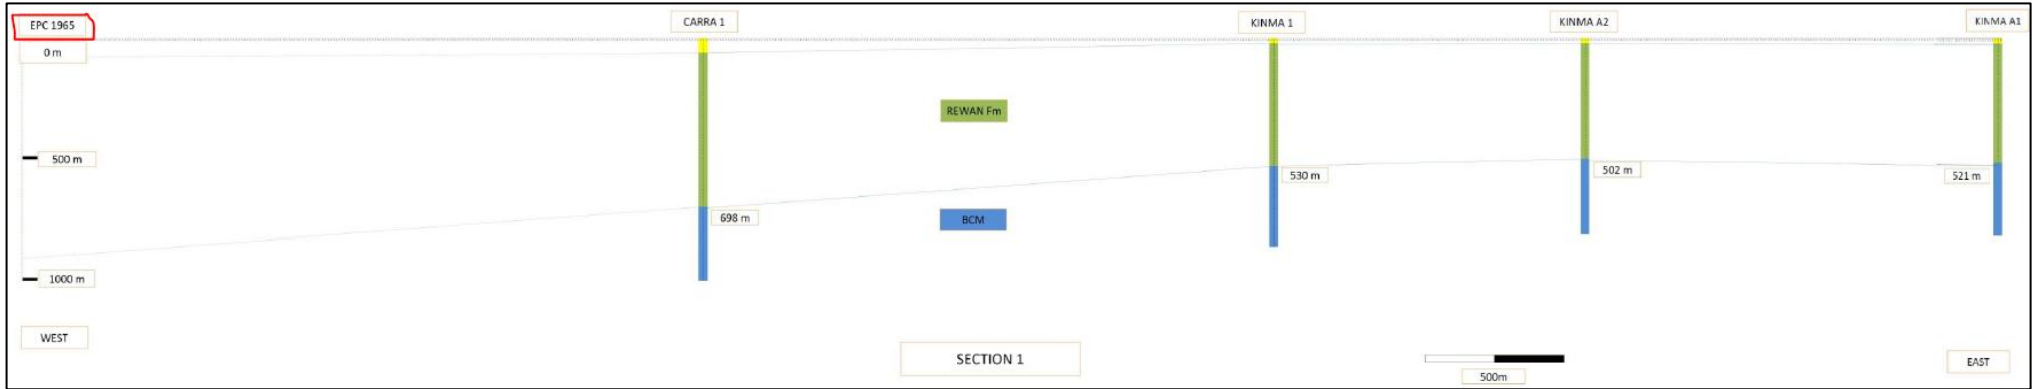 EPC 1965
CARRA 1
KINMA 1
KINMA A2
KINMA A1
0 m
REWAN Fm
500 m
530 m
502 m
521 m
698 m
BCM
1000 m
WEST
SECTION 1
500m
EAST